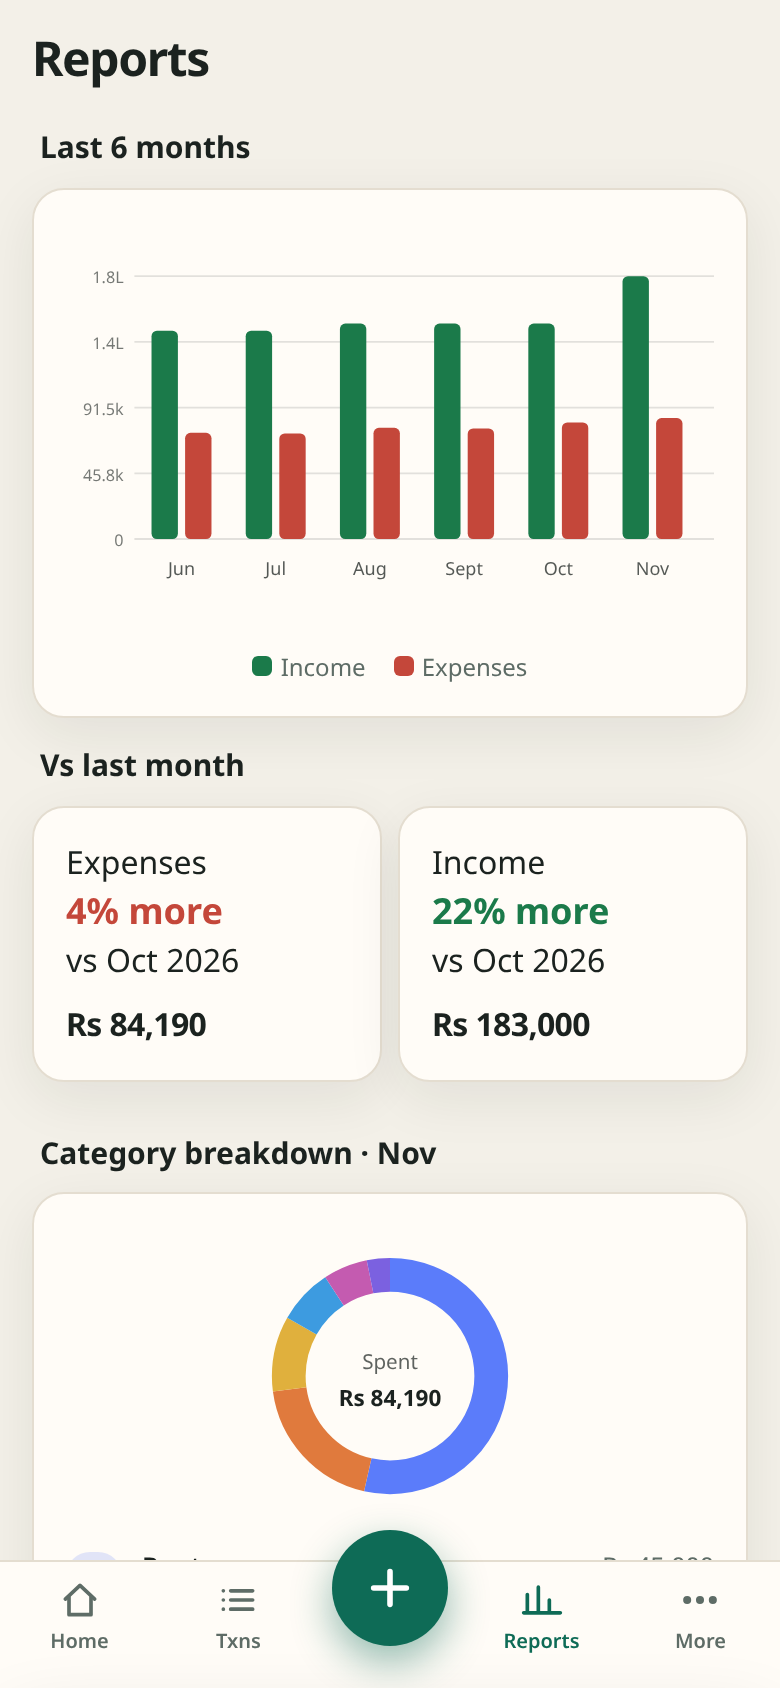 Reports
Last 6 months
1.8L
1.4L
91.5k
45.8k
0
Jun Jul Aug Sept Oct Nov
Income Expenses
Vs last month
Expenses
4% more
vs Oct 2026
Rs 84,190
Income
22% more
vs Oct 2026
Rs 183,000
Category breakdown · Nov
Spent
Rs 84,190
Home Txns Reports More